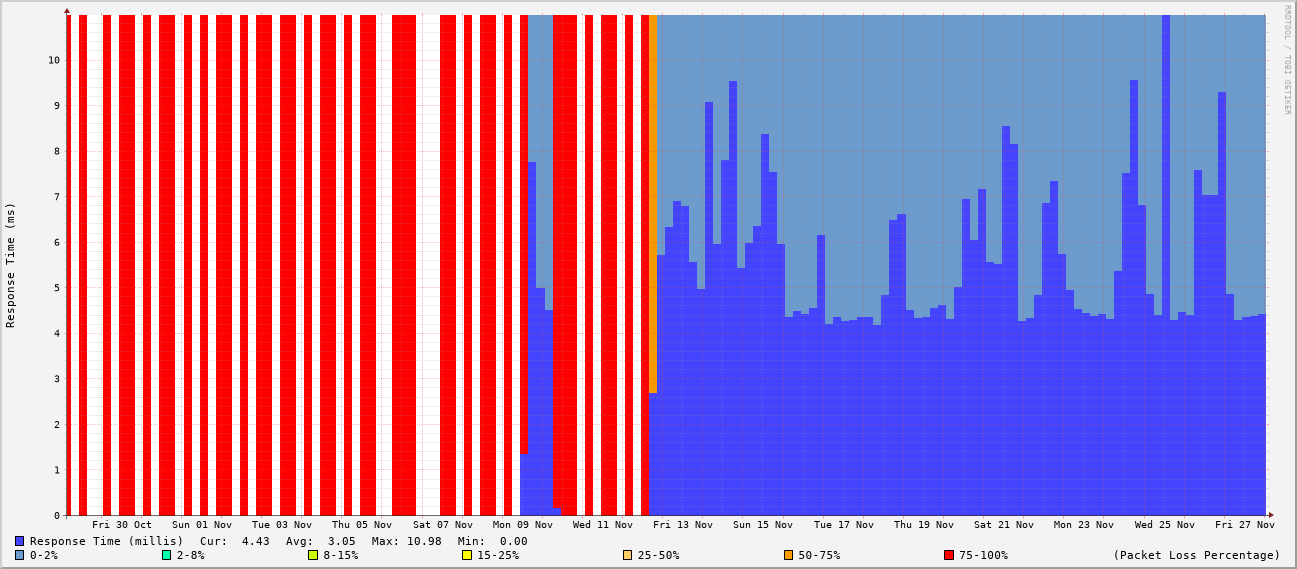 RRDTOOL / TOBI OETIKER
Response Time (ms)
10
9
8
7
6
5
4
3
2
1
0
Fri 30 Oct Sun 01 Nov Tue 03 Nov Thu 05 Nov Sat 07 Nov Mon 09 Nov Wed 11 Nov Fri 13 Nov Sun 15 Nov Tue 17 Nov Thu 19 Nov Sat 21 Nov Mon 23 Nov Wed 25 Nov Fri 27 Nov
Response Time (millis) Cur: 4.43 Avg: 3.05 Max: 10.98 Min: 0.00
0-2% 2-8% 8-15% 15-25% 25-50% 50-75% 75-100% (Packet Loss Percentage)